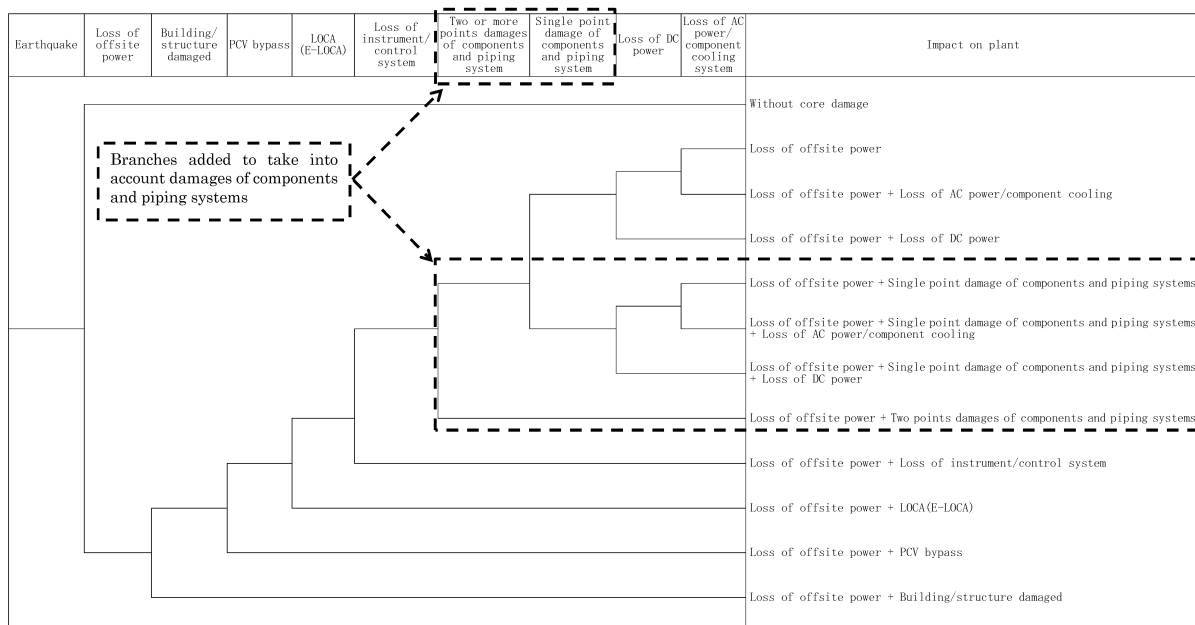 Earthquake
Loss of
offsite
power
Building/
structure
damaged
PCV bypass
LOCA
(E-LOCA)
Loss of
instrument/
control
system
Two or more
points damages
of components
and piping
system
Single point
damage of
components
and piping
system
Loss of DC
power
Loss of AC
power/
component
cooling
system
Impact on plant
Without core damage
Branches added to take into
account damages of components
and piping systems
Loss of offsite power
Loss of offsite power + Loss of AC power/component cooling
Loss of offsite power + Loss of DC power
Loss of offsite power + Single point damage of components and piping systems
Loss of offsite power + Single point damage of components and piping systems
+ Loss of AC power/component cooling
Loss of offsite power + Single point damage of components and piping systems
+ Loss of DC power
Loss of offsite power + Two points damages of components and piping systems
Loss of offsite power + Loss of instrument/control system
Loss of offsite power + LOCA(E-LOCA)
Loss of offsite power + PCV bypass
Loss of offsite power + Building/structure damaged